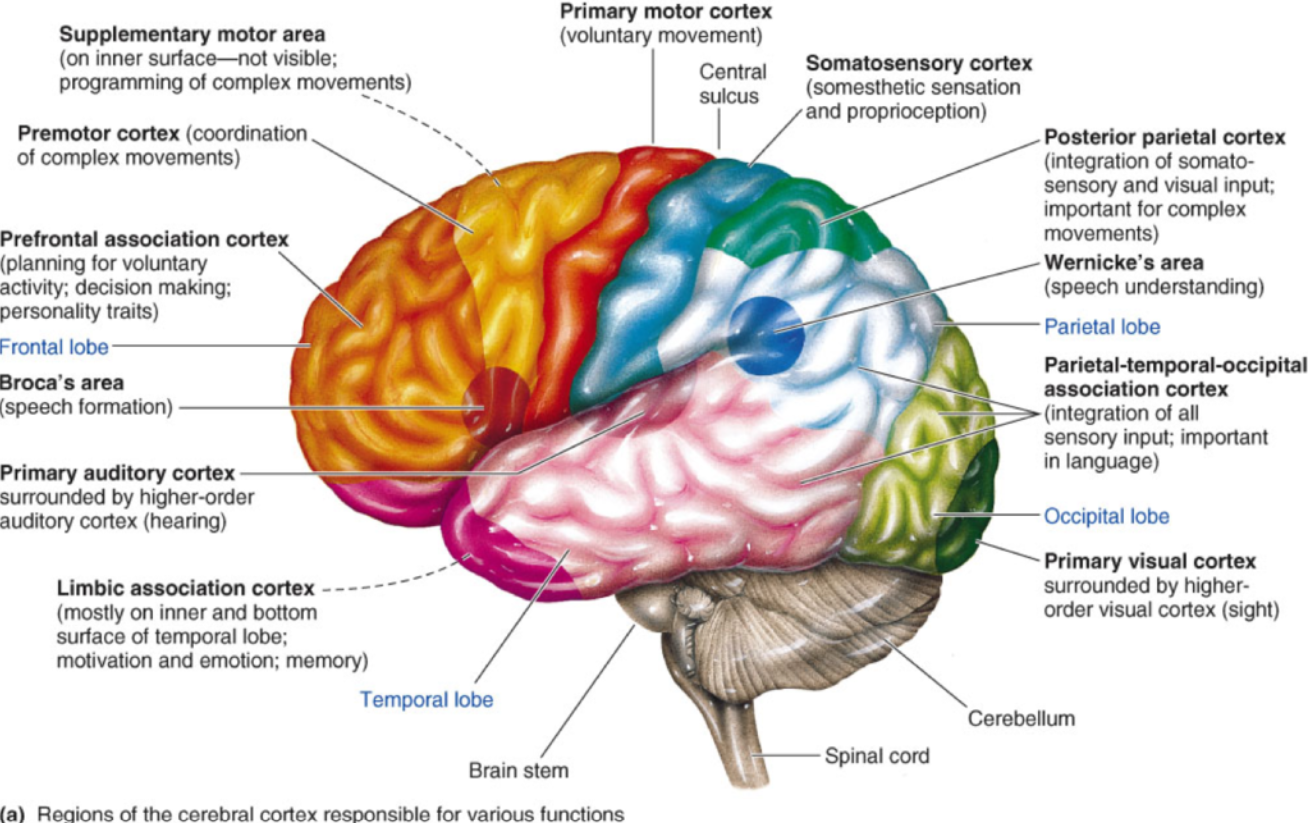 Primary motor cortex
(voluntary movement)
Supplementary motor area
(on inner surface—not visible;
programming of complex movements)
Central
sulcus
Somatosensory cortex
(somesthetic sensation
and proprioception)
Premotor cortex (coordination
of complex movements)
Posterior parietal cortex
(integration of somato-
sensory and visual input;
important for complex
movements)
Prefrontal association cortex
(planning for voluntary
activity; decision making;
personality traits)
Wernicke's area
(speech understanding)
Frontal lobe
Parietal lobe
Broca's area
(speech formation)
Parietal-temporal-occipital
association cortex
(integration of all
sensory input; important
in language)
Primary auditory cortex
surrounded by higher-order
auditory cortex (hearing)
Occipital lobe
Primary visual cortex
surrounded by higher-
order visual cortex (sight)
Limbic association cortex
(mostly on inner and bottom
surface of temporal lobe;
motivation and emotion; memory)
Temporal lobe
Cerebellum
Spinal cord
Brain stem
(a) Regions of the cerebral cortex responsible for various functions